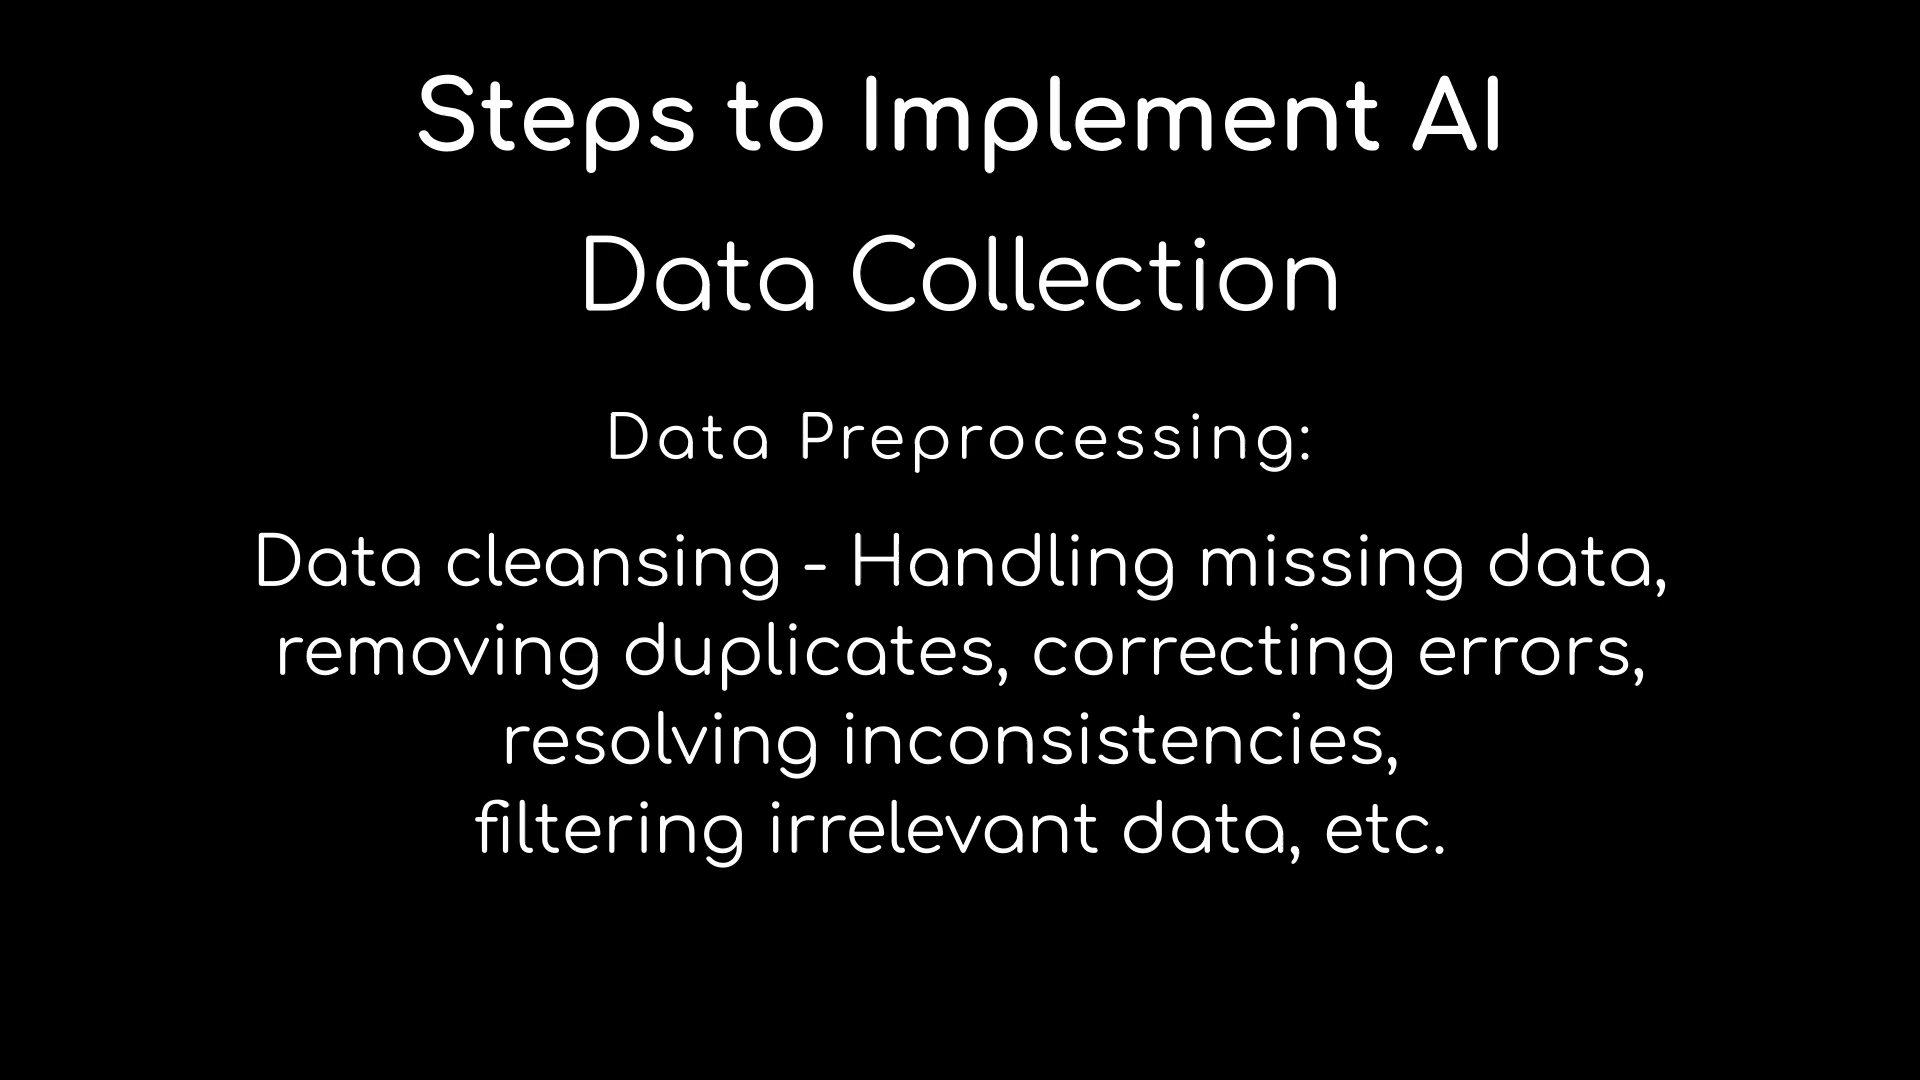 Steps to Implement AI
Data Collection
Data Preprocessing:
Data cleansing - Handling missing data,
removing duplicates, correcting errors,
resolving inconsistencies,
filtering irrelevant data, etc.